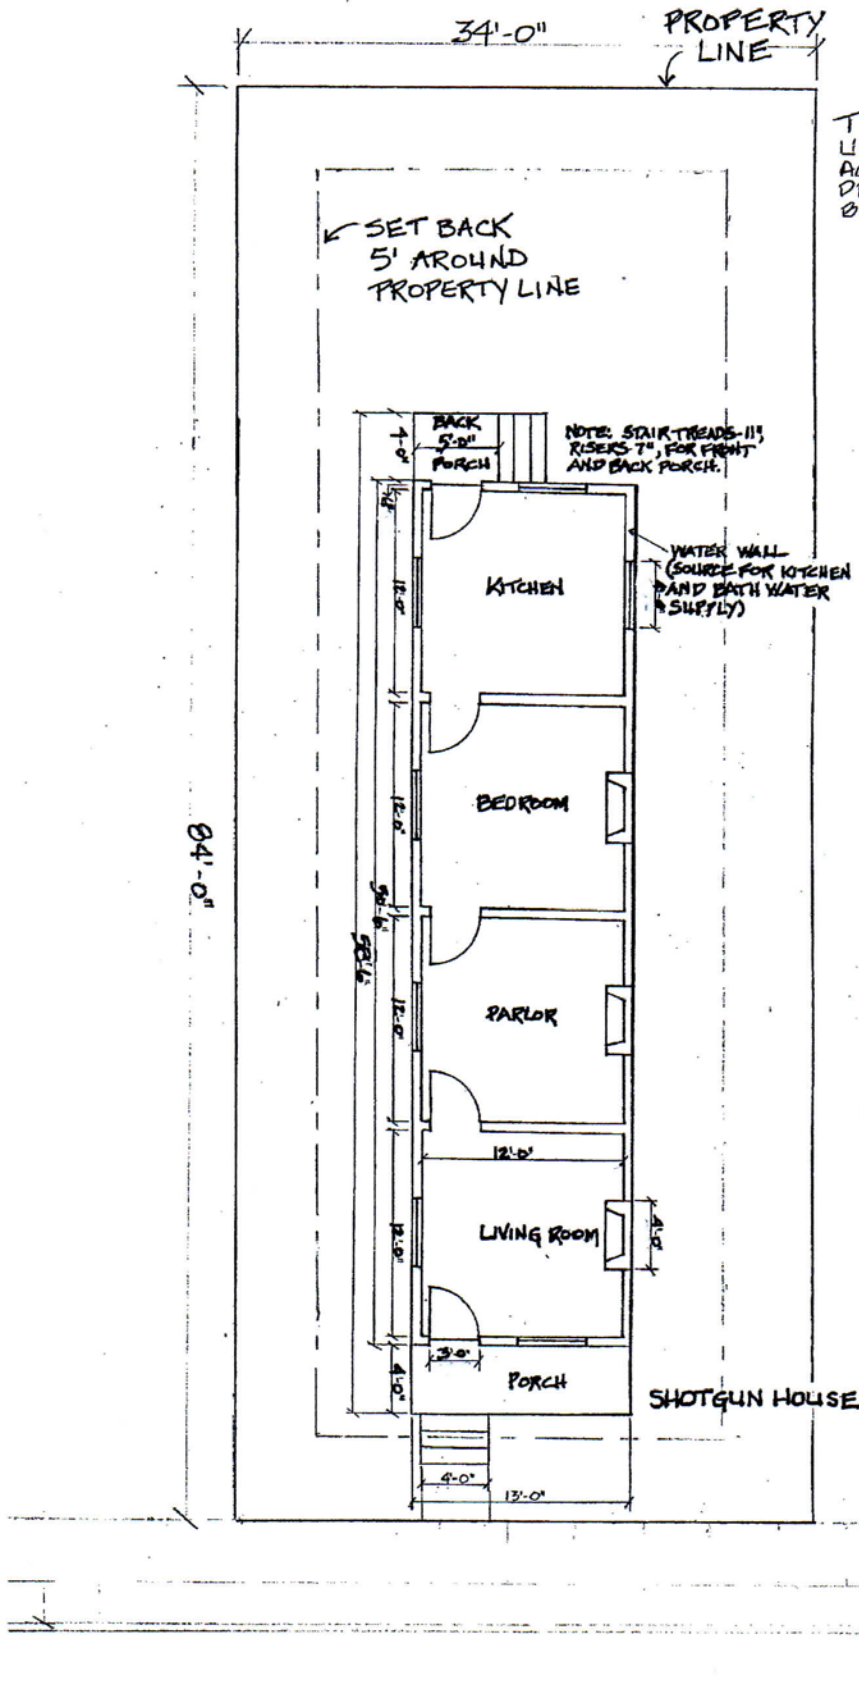 34'-0"
PROPERTY
LINE
SET BACK
5' AROUND
PROPERTY LINE
BACK
5'-0"
PORCH
4'-0"
NOTE: STAIR TREADS-11",
RISERS 7", FOR FRONT
AND BACK PORCH.
WATER WALL
(SOURCE FOR KITCHEN
AND BATH WATER
SUPPLY)
KITCHEN
12'-0"
BEDROOM
12'-0"
84'-0"
50'-6"
58'-6"
PARLOR
12'-0"
12'-0"
LIVING ROOM
4'-0"
12'-0"
3'-0"
PORCH
4'-0"
SHOTGUN HOUSE
4'-0"
13'-0"